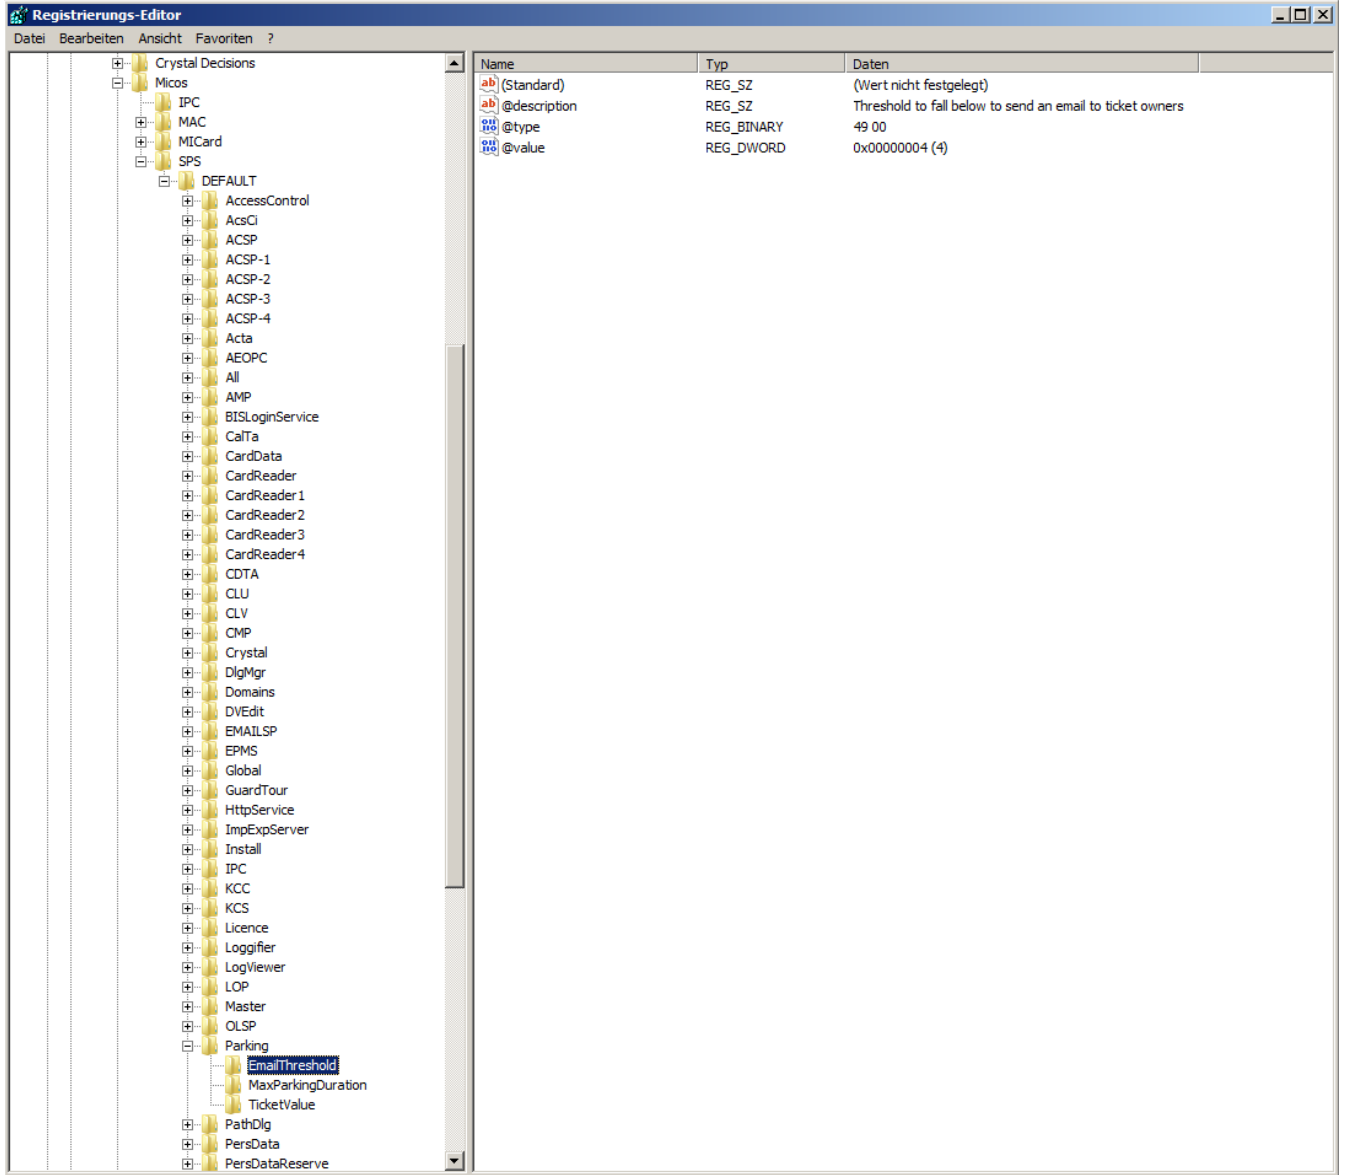 Registrierungs-Editor
Datei Bearbeiten Ansicht Favoriten ?
Crystal Decisions
Micos
IPC
MAC
MICard
SPS
DEFAULT
AccessControl
AcsCi
ACSP
ACSP-1
ACSP-2
ACSP-3
ACSP-4
Acta
AEOPC
All
AMP
BISLoginService
CalTa
CardData
CardReader
CardReader1
CardReader2
CardReader3
CardReader4
CDTA
CLU
CLV
CMP
Crystal
DlgMgr
Domains
DVEdit
EMAILSP
EPMS
Global
GuardTour
HttpService
ImpExpServer
Install
IPC
KCC
KCS
Licence
Loggifier
LogViewer
LOP
Master
OLSP
Parking
EmailThreshold
MaxParkingDuration
TicketValue
PathDlg
PersData
PersDataReserve
Name Typ Daten
(Standard) REG_SZ (Wert nicht festgelegt)
@description REG_SZ Threshold to fall below to send an email to ticket owners
@type REG_BINARY 49 00
@value REG_DWORD 0x00000004 (4)